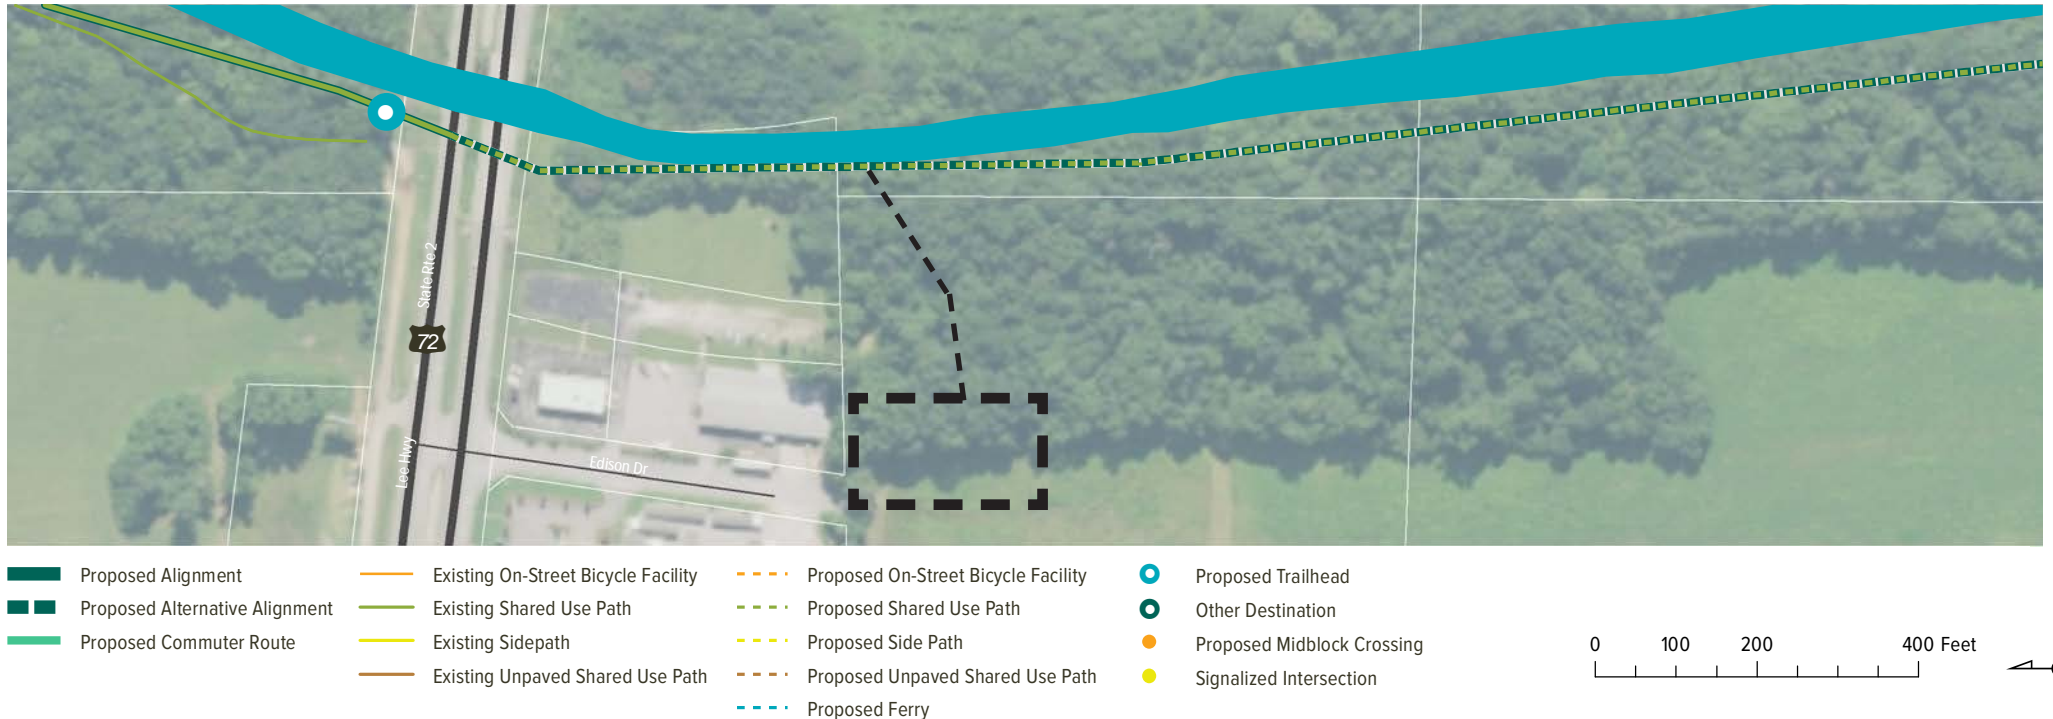 State Rte 2
72
Lee Hwy
Edison Dr
Proposed Alignment
Proposed Alternative Alignment
Proposed Commuter Route
Existing On-Street Bicycle Facility
Existing Shared Use Path
Existing Sidepath
Existing Unpaved Shared Use Path
Proposed On-Street Bicycle Facility
Proposed Shared Use Path
Proposed Side Path
Proposed Unpaved Shared Use Path
Proposed Ferry
Proposed Trailhead
Other Destination
Proposed Midblock Crossing
Signalized Intersection
0 100 200 400 Feet